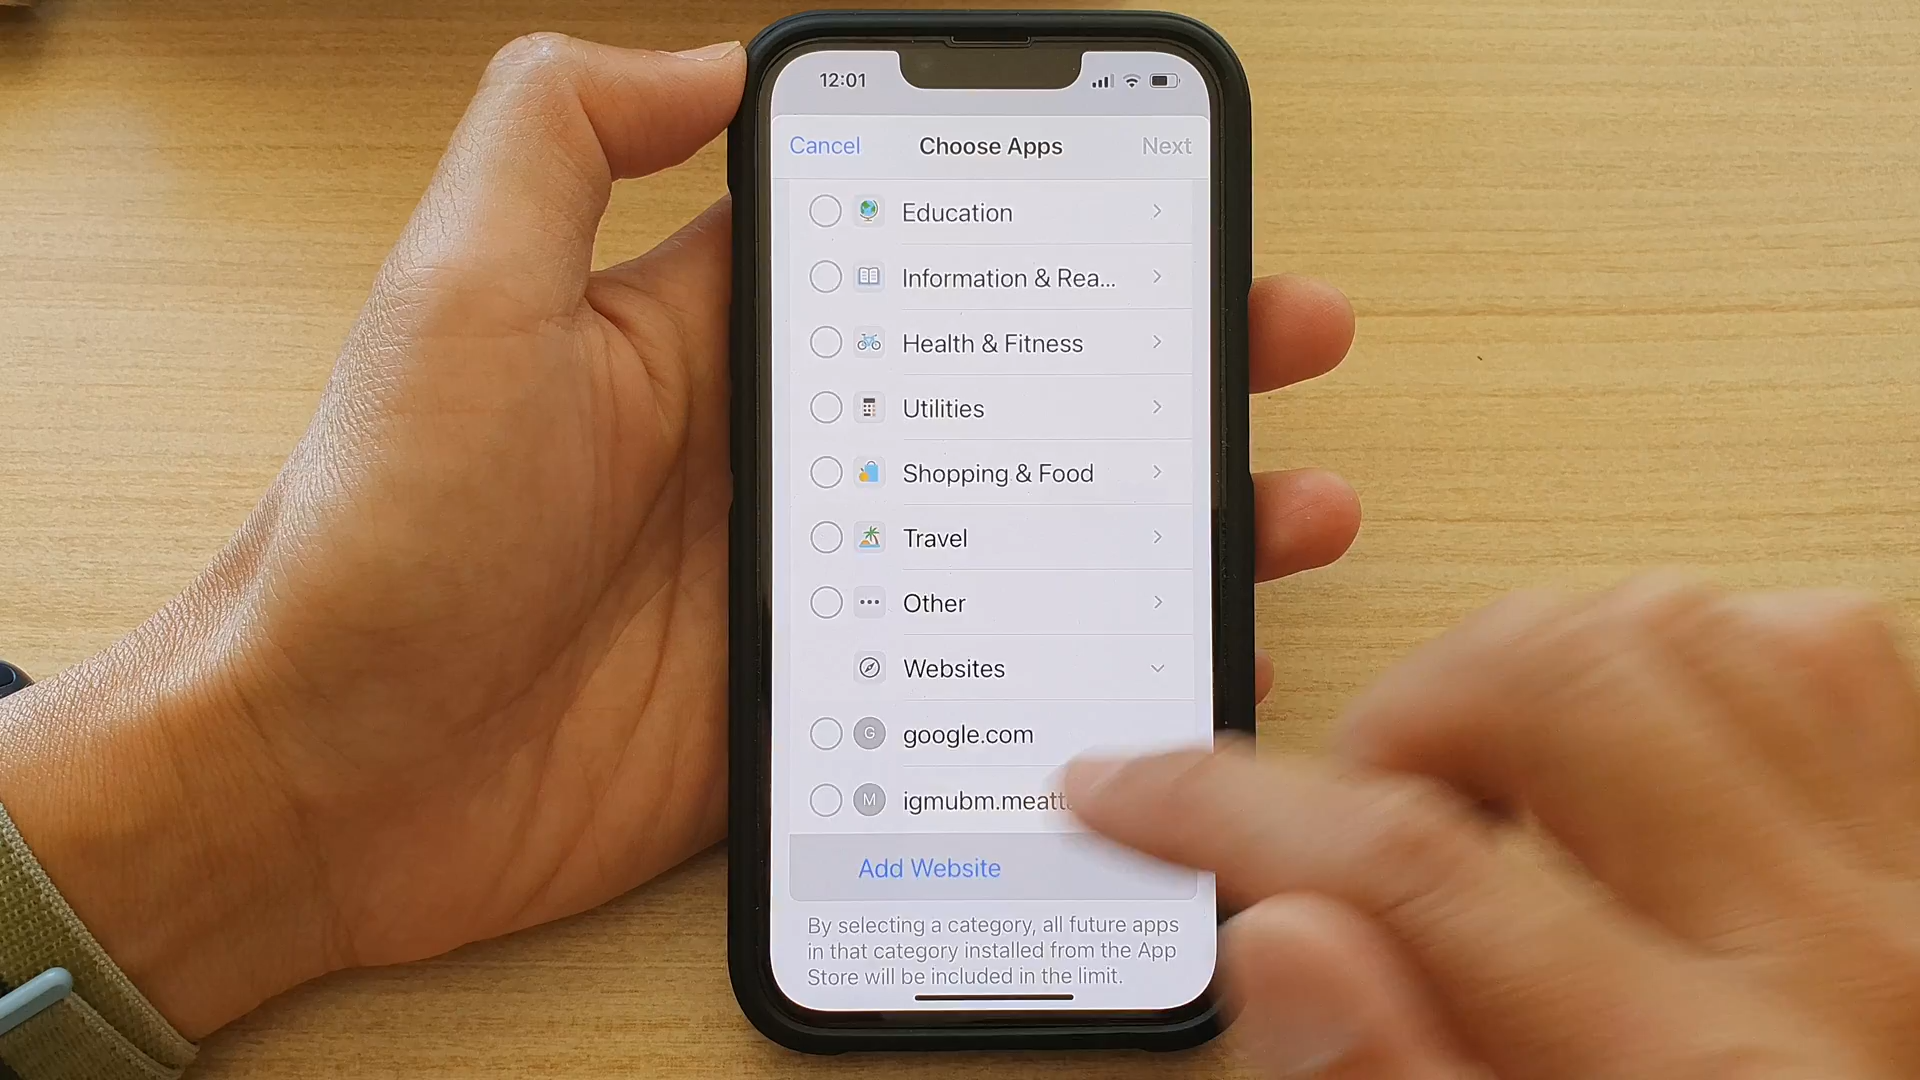 12:01
Cancel Choose Apps Next
Education
Information & Rea...
Health & Fitness
Utilities
Shopping & Food
Travel
Other
Websites
G google.com
M igmubm.meatt
Add Website
By selecting a category, all future apps
in that category installed from the App
Store will be included in the limit.